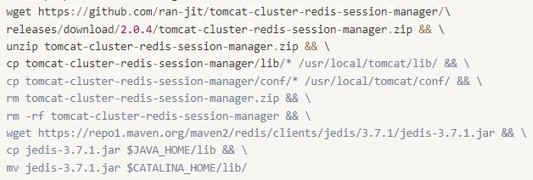 wget https://github.com/ran-jit/tomcat-cluster-redis-session-manager/\
releases/download/2.0.4/tomcat-cluster-redis-session-manager.zip && \
unzip tomcat-cluster-redis-session-manager.zip && \
cp tomcat-cluster-redis-session-manager/lib/* /usr/local/tomcat/lib/ && \
cp tomcat-cluster-redis-session-manager/conf/* /usr/local/tomcat/conf/ && \
rm tomcat-cluster-redis-session-manager.zip && \
rm -rf tomcat-cluster-redis-session-manager && \
wget https://repo1.maven.org/maven2/redis/clients/jedis/3.7.1/jedis-3.7.1.jar && \
cp jedis-3.7.1.jar $JAVA_HOME/lib && \
mv jedis-3.7.1.jar $CATALINA_HOME/lib/